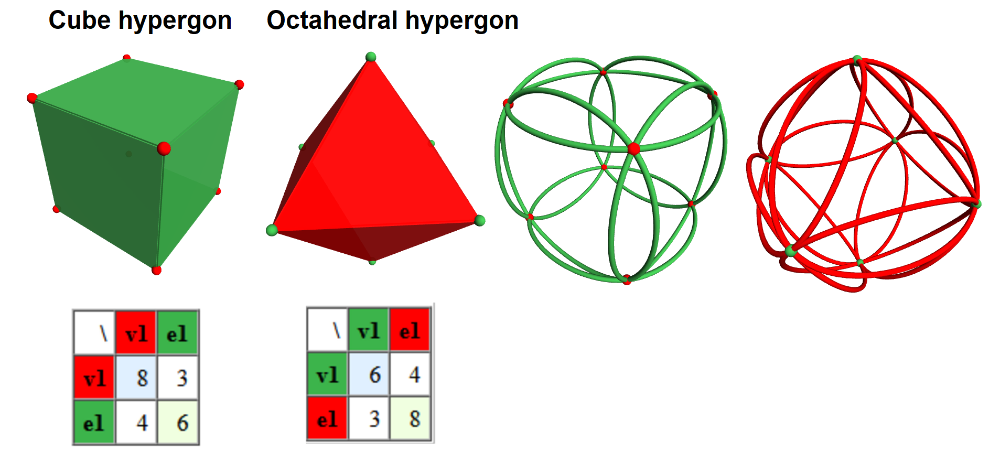 Cube hypergon
Octahedral hypergon
\ vl el
vl 8 3
el 4 6
\ vl el
vl 6 4
el 3 8